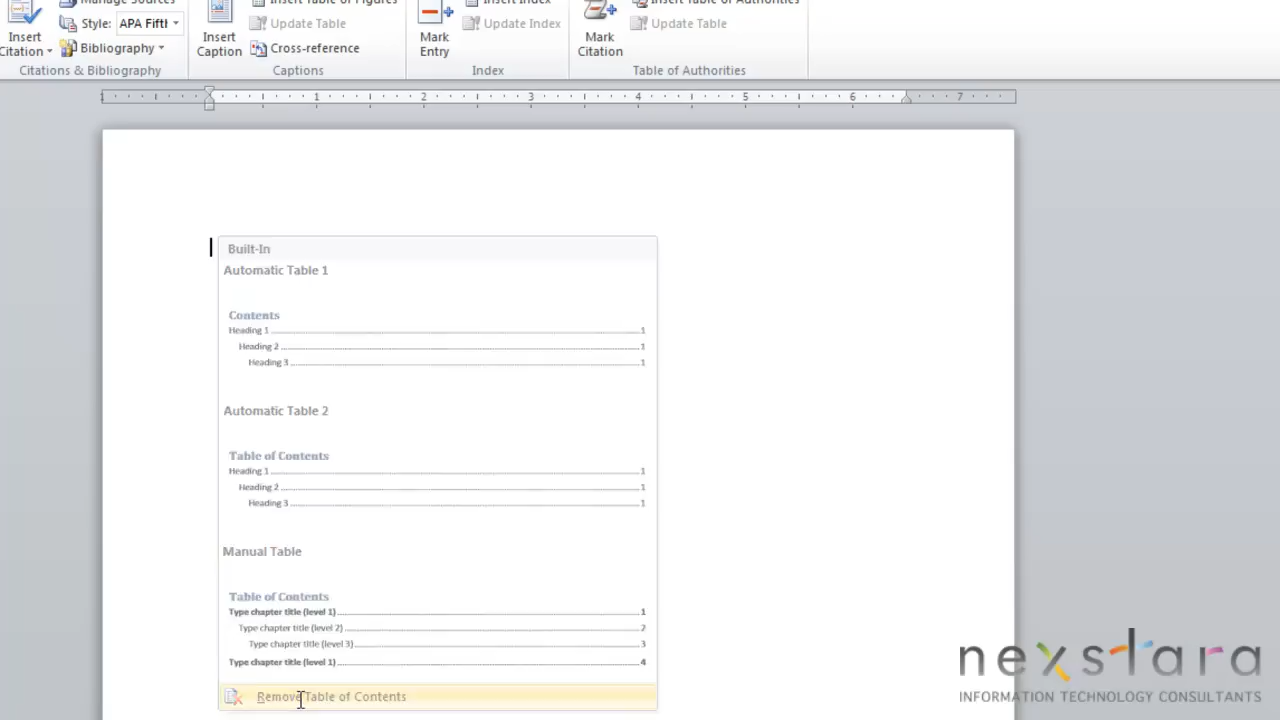 Manage Sources
Insert Table of Figures
Insert Index
Insert Table of Authorities
Style: APA Fifth
Update Table
Update Index
Update Table
Insert
Citation
Bibliography
Insert
Caption
Cross-reference
Mark
Entry
Mark
Citation
Citations & Bibliography
Captions
Index
Table of Authorities
1 1 2 3 4 5 6 7
Built-In
Automatic Table 1
Contents
Heading 1 1
Heading 2 1
Heading 3 1
Automatic Table 2
Table of Contents
Heading 1 1
Heading 2 1
Heading 3 1
Manual Table
Table of Contents
Type chapter title (level 1) 1
Type chapter title (level 2) 2
Type chapter title (level 3) 3
Type chapter title (level 1) 4
Remove Table of Contents
nexstara
INFORMATION TECHNOLOGY CONSULTANTS